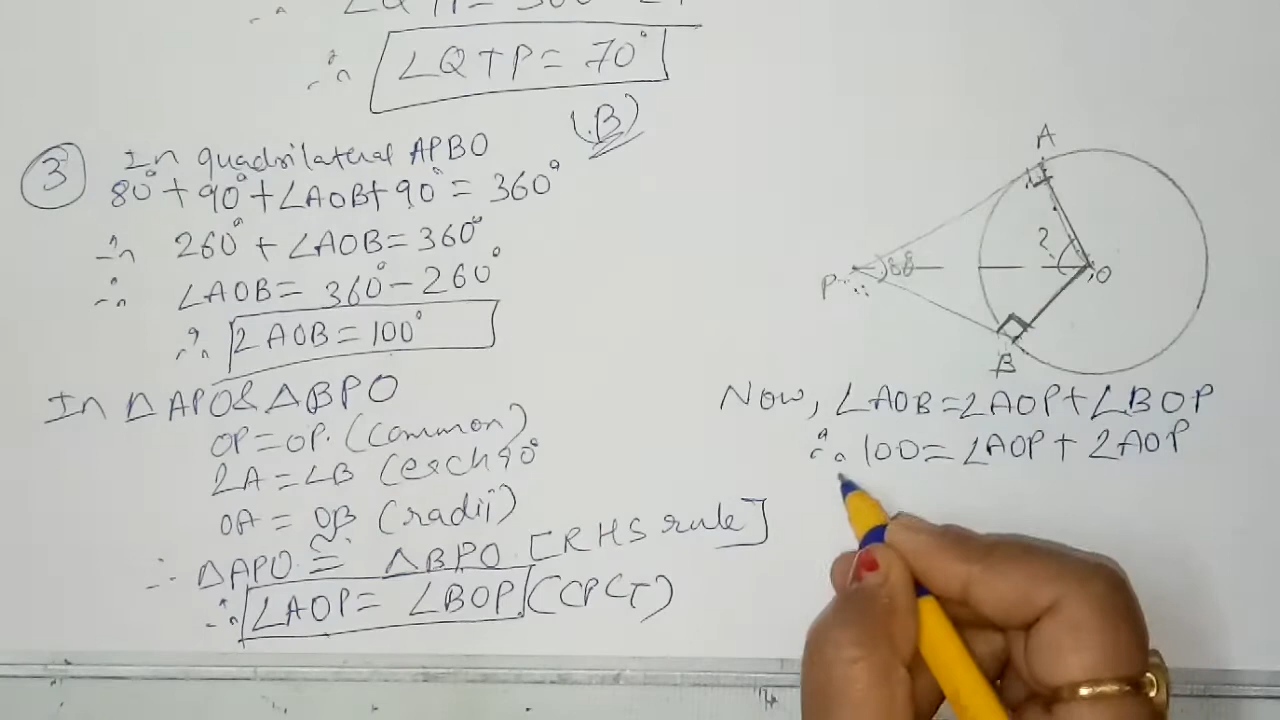 ∠QTP = 70°
(B)
3 In quadrilateral APBO
80° + 90° + ∠AOB + 90° = 360°
∴ 260° + ∠AOB = 360°
∴ ∠AOB = 360° - 260°
∴ ∠AOB = 100°
In △APO & △BPO
OP = OP. (common)
∠A = ∠B (each 90°
OA = OB (radii)
∴ △APO ≅ △BPO [RHS rule]
∴ ∠AOP = ∠BOP (CPCT)
A
?
P
O
B
Now, ∠AOB = ∠AOP + ∠BOP
∴ 100 = ∠AOP + ∠AOP